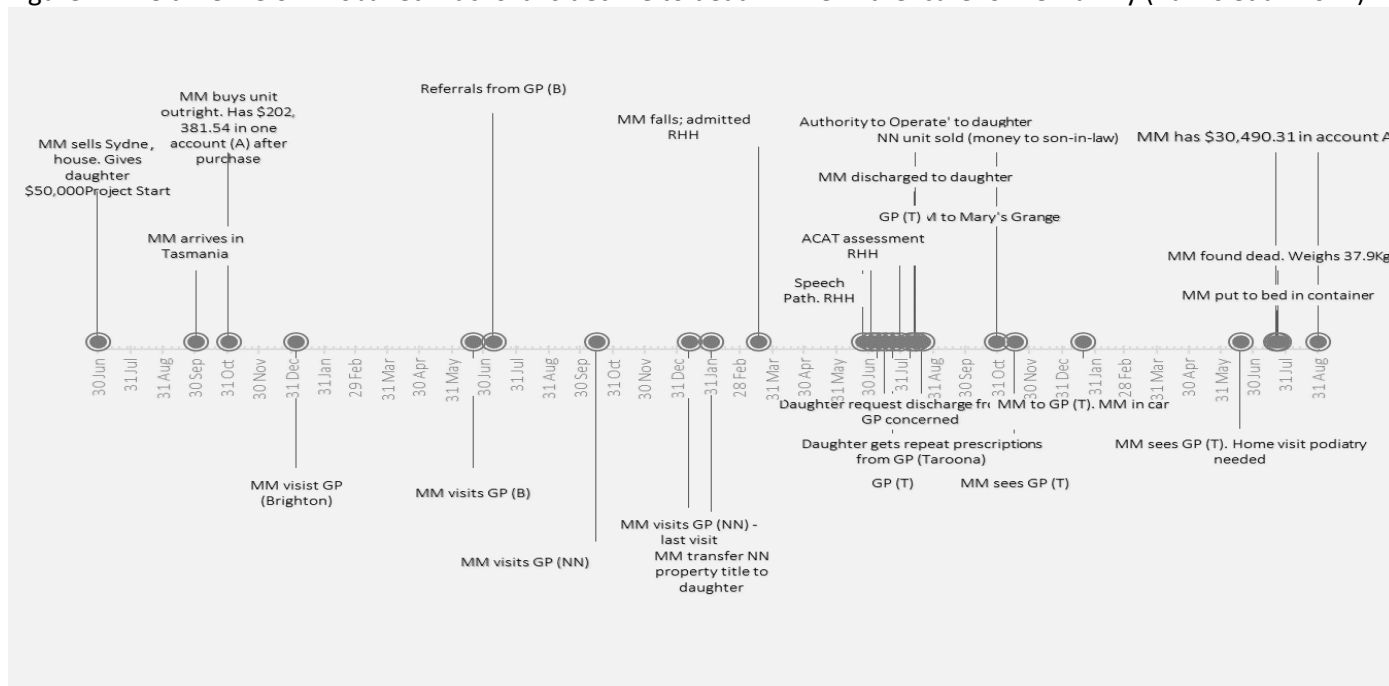 MM sells Sydne,
house. Gives
daughter
$50,000Project Start
MM arrives in
Tasmania
MM buys unit
outright. Has $202,
381.54 in one
account (A) after
purchase
MM visist GP
(Brighton)
Referrals from GP (B)
MM visits GP (B)
MM visits GP (NN)
MM falls; admitted
RHH
MM visits GP (NN) -
last visit
MM transfer NN
property title to
daughter
Authority to Operate' to daughter
NN unit sold (money to son-in-law)
MM discharged to daughter
GP (T) M to Mary's Grange
ACAT assessment
RHH
Speech
Path. RHH
Daughter request discharge MM to GP (T). MM in car
GP concerned
Daughter gets repeat prescriptions
from GP (Taroona)
GP (T)
MM sees GP (T)
MM has $30,490.31 in account A
MM found dead. Weighs 37.9Kg
MM put to bed in container
MM sees GP (T). Home visit podiatry
needed
30 Jun
31 Jul
31 Aug
30 Sep
31 Oct
30 Nov
31 Dec
31 Jan
29 Feb
31 Mar
30 Apr
31 May
30 Jun
31 Jul
31 Aug
30 Sep
31 Oct
30 Nov
31 Dec
31 Jan
28 Feb
31 Mar
30 Apr
31 May
30 Jun
31 Jul
31 Aug
30 Sep
31 Oct
30 Nov
31 Dec
31 Jan
28 Feb
31 Mar
30 Apr
31 May
30 Jun
31 Jul
31 Aug